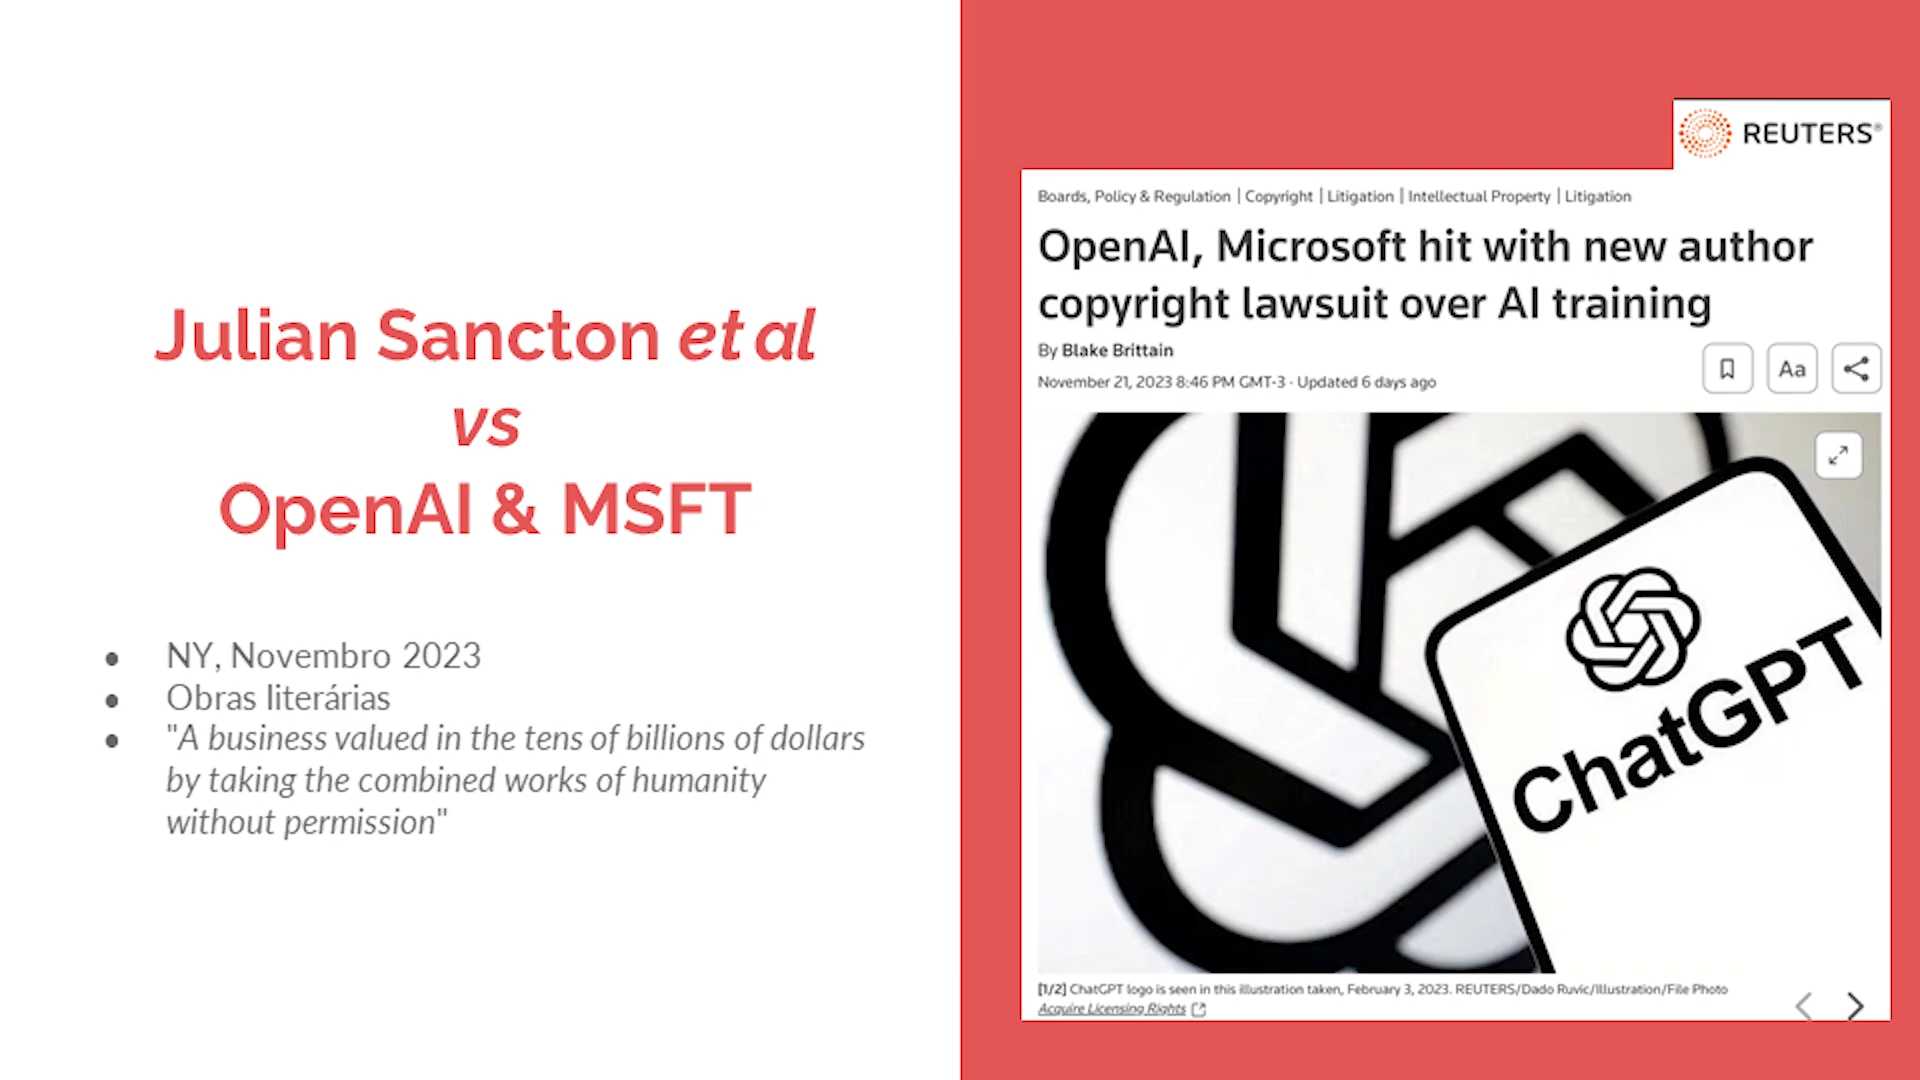 Julian Sancton et al
vs
OpenAI & MSFT
● NY, Novembro 2023
● Obras literárias
● "A business valued in the tens of billions of dollars
by taking the combined works of humanity
without permission"
REUTERS®
Boards, Policy & Regulation | Copyright | Litigation | Intellectual Property | Litigation
OpenAI, Microsoft hit with new author
copyright lawsuit over AI training
By Blake Brittain
November 21, 2023 8:46 PM GMT-3 · Updated 6 days ago
Aa
ChatGPT
[1/2] ChatGPT logo is seen in this illustration taken, February 3, 2023. REUTERS/Dado Ruvic/Illustration/File Photo
Acquire Licensing Rights